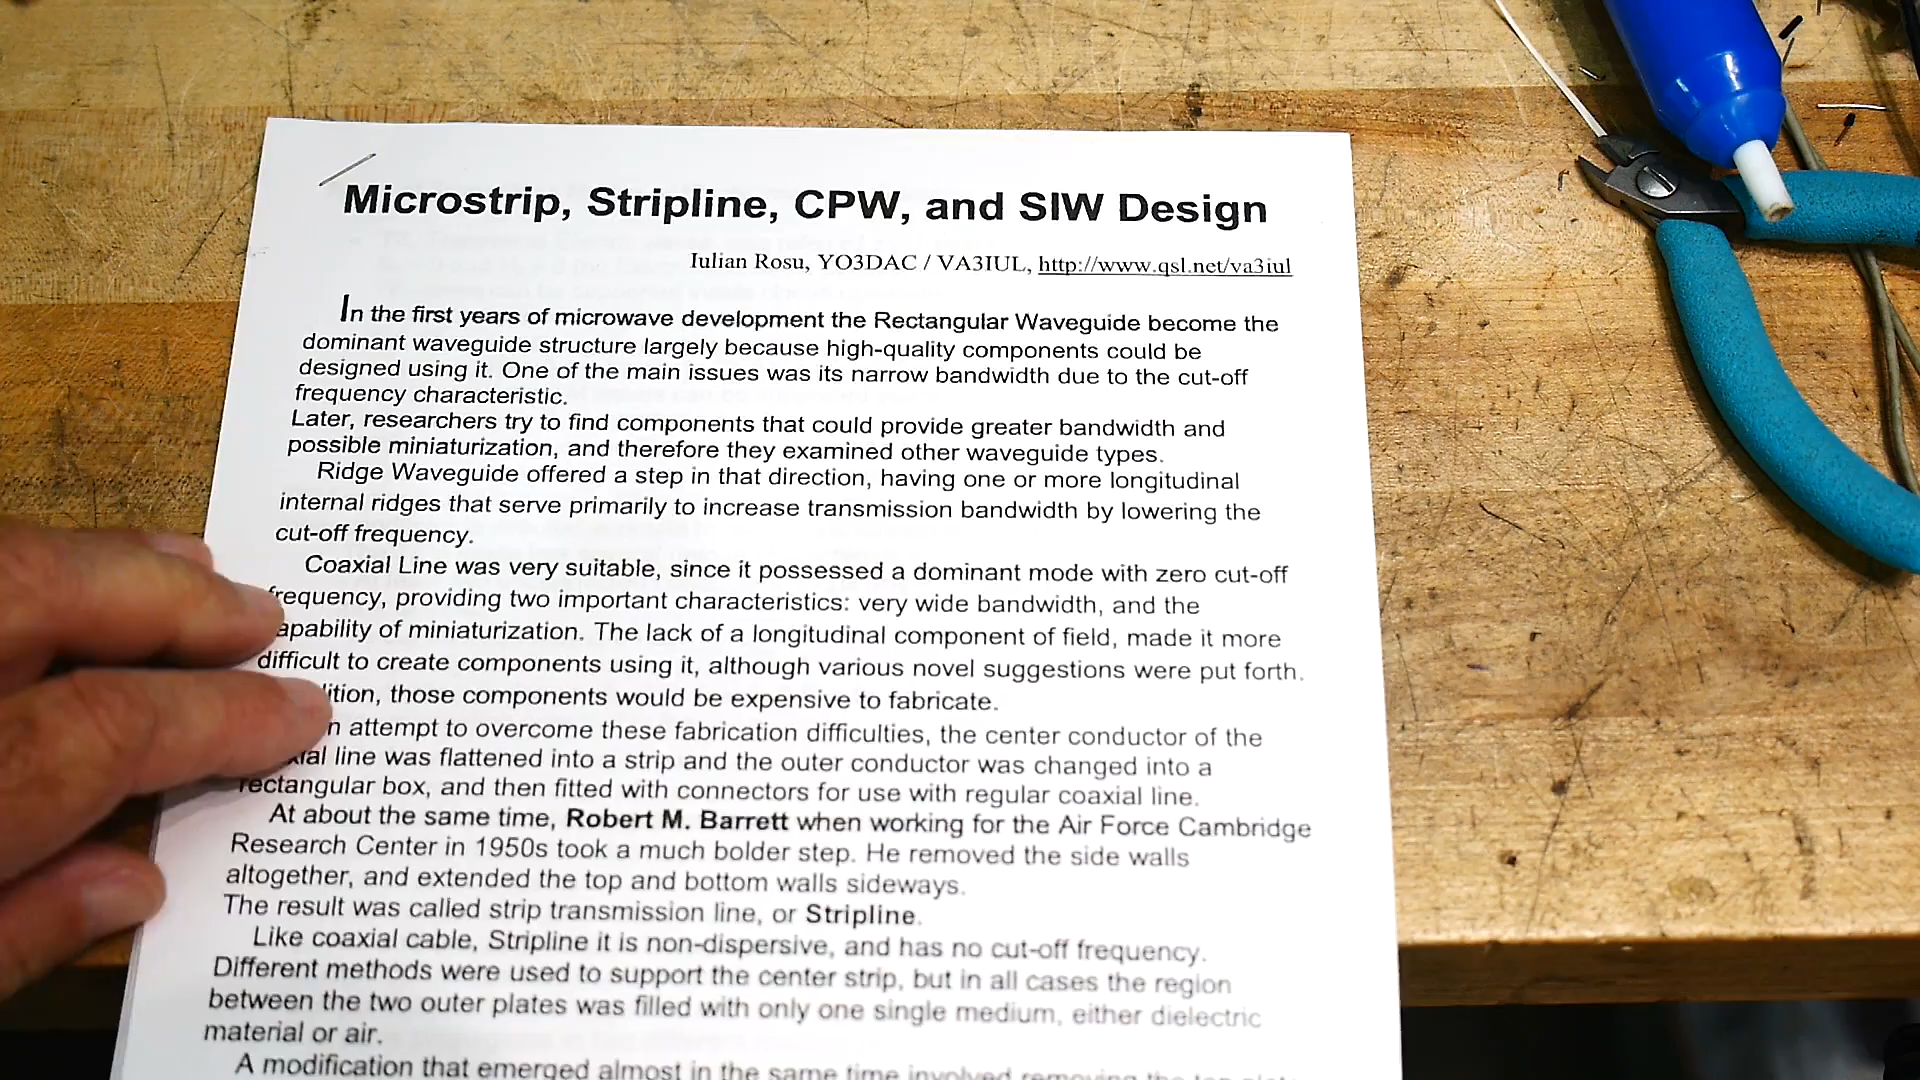 Microstrip, Stripline, CPW, and SIW Design
Iulian Rosu, YO3DAC / VA3IUL, http://www.qsl.net/va3iul
In the first years of microwave development the Rectangular Waveguide become the
dominant waveguide structure largely because high-quality components could be
designed using it. One of the main issues was its narrow bandwidth due to the cut-off
frequency characteristic.
Later, researchers try to find components that could provide greater bandwidth and
possible miniaturization, and therefore they examined other waveguide types.
Ridge Waveguide offered a step in that direction, having one or more longitudinal
internal ridges that serve primarily to increase transmission bandwidth by lowering the
cut-off frequency.
Coaxial Line was very suitable, since it possessed a dominant mode with zero cut-off
frequency, providing two important characteristics: very wide bandwidth, and the
apability of miniaturization. The lack of a longitudinal component of field, made it more
difficult to create components using it, although various novel suggestions were put forth.
ition, those components would be expensive to fabricate.
n attempt to overcome these fabrication difficulties, the center conductor of the
xial line was flattened into a strip and the outer conductor was changed into a
rectangular box, and then fitted with connectors for use with regular coaxial line.
At about the same time, Robert M. Barrett when working for the Air Force Cambridge
Research Center in 1950s took a much bolder step. He removed the side walls
altogether, and extended the top and bottom walls sideways.
The result was called strip transmission line, or Stripline.
Like coaxial cable, Stripline it is non-dispersive, and has no cut-off frequency.
Different methods were used to support the center strip, but in all cases the region
between the two outer plates was filled with only one single medium, either dielectric
material or air.
A modification that emerged almost in the same time involved removing the top plate